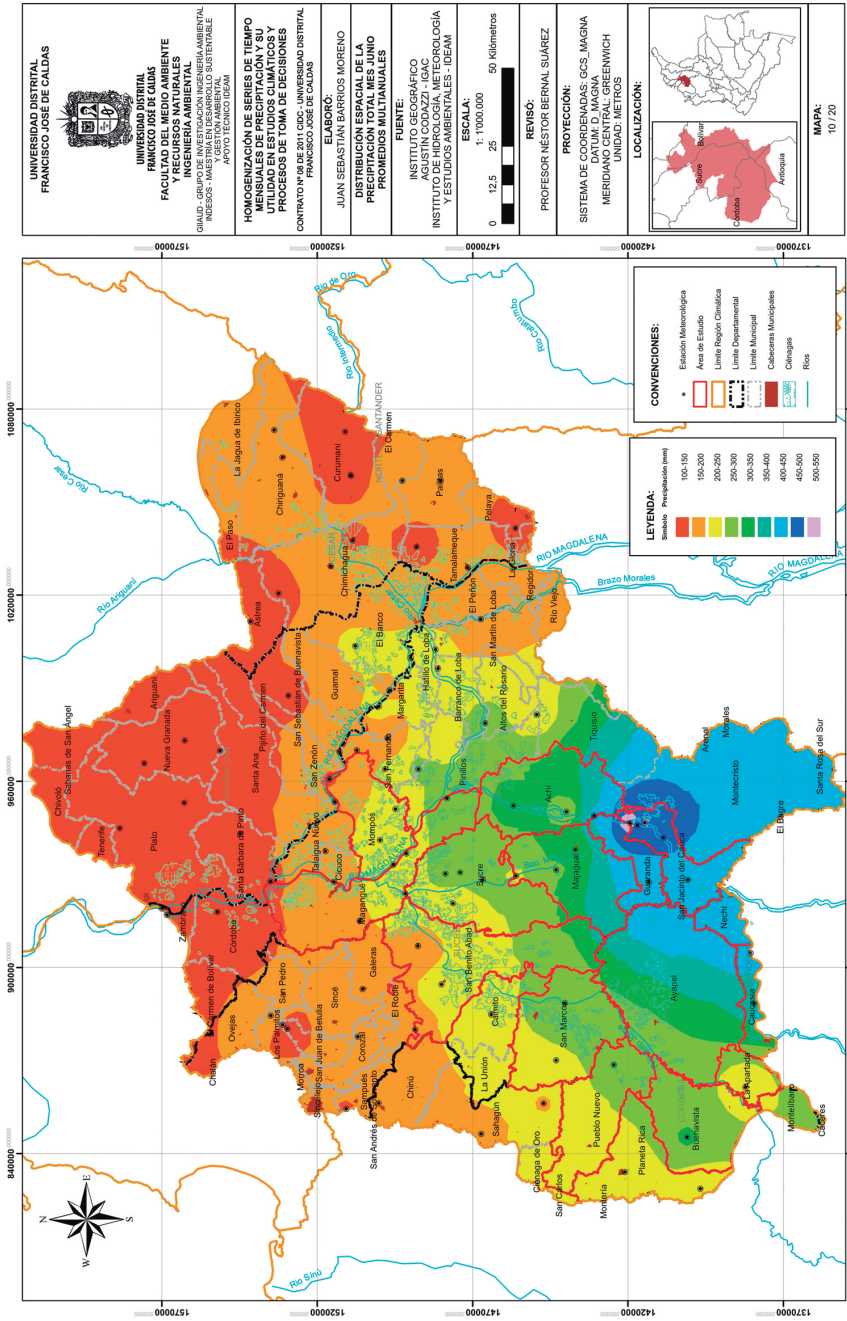 UNIVERSIDAD DISTRITAL
FRANCISCO JOSÉ DE CALDAS
UNIVERSIDAD DISTRITAL
FRANCISCO JOSÉ DE CALDAS
FACULTAD DEL MEDIO AMBIENTE
Y RECURSOS NATURALES
INGENIERÍA AMBIENTAL
GIIAUD - GRUPO DE INVESTIGACIÓN INGENIERÍA AMBIENTAL
INDESOS - MAESTRÍA EN DESARROLLO SUSTENTABLE
Y GESTIÓN AMBIENTAL
APOYO TÉCNICO IDEAM
HOMOGENIZACIÓN DE SERIES DE TIEMPO
MENSUALES DE PRECIPITACIÓN Y SU
UTILIDAD EN ESTUDIOS CLIMÁTICOS Y
PROCESOS DE TOMA DE DECISIONES
CONTRATO Nº 08 DE 2011 CIDC - UNIVERSIDAD DISTRITAL
FRANCISCO JOSÉ DE CALDAS
ELABORÓ:
JUAN SEBASTIÁN BARRIOS MORENO
DISTRIBUCIÓN ESPACIAL DE LA
PRECIPITACIÓN TOTAL MES JUNIO
PROMEDIOS MULTIANUALES
FUENTE:
INSTITUTO GEOGRÁFICO
AGUSTÍN CODAZZI - IGAC
INSTITUTO DE HIDROLOGÍA, METEOROLOGÍA
Y ESTUDIOS AMBIENTALES - IDEAM
ESCALA:
1: 1'000.000
0 12,5 25 50 Kilómetros
REVISÓ:
PROFESOR NÉSTOR BERNAL SUÁREZ
PROYECCIÓN:
SISTEMA DE COORDENADAS: GCS_MAGNA
DATUM: D_MAGNA
MERIDIANO CENTRAL: GREENWICH
UNIDAD: METROS
LOCALIZACIÓN:
Bolívar
Sucre
Córdoba
Antioquia
MAPA:
10 / 20
840000 900000 960000 1020000 1080000
1570000
1520000
1470000
1420000
1370000
1570000
1520000
1470000
1420000
1370000
N
W
E
S
Río Sinú
Río Ariguaní
Río Cesar
Río Intermedio
Río de Oro
Río Catatumbo
RIO MAGDALENA
Brazo Morales
RIO MAGDALENA
Chivoló
Sabanas de San Ángel
Tenerife
Plato
Nueva Granada
Ariguaní
Pijiño del Carmen
Santa Ana
Santa Bárbara de Pinto
San Sebastián de Buenavista
San Zenón
Guamal
El Banco
Zambrano
Córdoba
Carmen de Bolívar
Chalán
Ovejas
San Pedro
Los Palmitos
Morroa
San Juan de Betulia
Sincé
Sincelejo
Corozal
Sampués
Galeras
El Roble
Chinú
Sahagún
La Unión
Caimito
San Benito Abad
SUCRE
San Marcos
Ciénaga de Oro
San Carlos
Montería
Pueblo Nuevo
Planeta Rica
Buenavista
La Apartada
Montelíbano
Cáceres
Ayapel
Caucasia
Nechí
San Jacinto del Cauca
Guaranda
Majagual
Sucre
Achí
Magangué
Cicuco
Talaigua Nuevo
Mompós
San Fernando
Margarita
Pinillos
Hatillo de Loba
Barranco de Loba
Altos del Rosario
San Martín de Loba
El Peñón
Regidor
Río Viejo
Tiquisio
Arenal
Morales
Montecristo
Santa Rosa del Sur
El Bagre
Astrea
El Paso
La Jagua de Ibirico
Chiriguaná
Curumaní
Chimichagua
CESAR
NORTE DE SANTANDER
El Carmen
Pailitas
Pelaya
Tamalameque
La Gloria
RIO MAGDALENA
LEYENDA:
Símbolo Precipitación (mm)
100-150
150-200
200-250
250-300
300-350
350-400
400-450
450-500
500-550
CONVENCIONES:
Estación Meteorológica
Área de Estudio
Límite Región Climática
Límite Departamental
Límite Municipal
Cabeceras Municipales
Ciénagas
Ríos